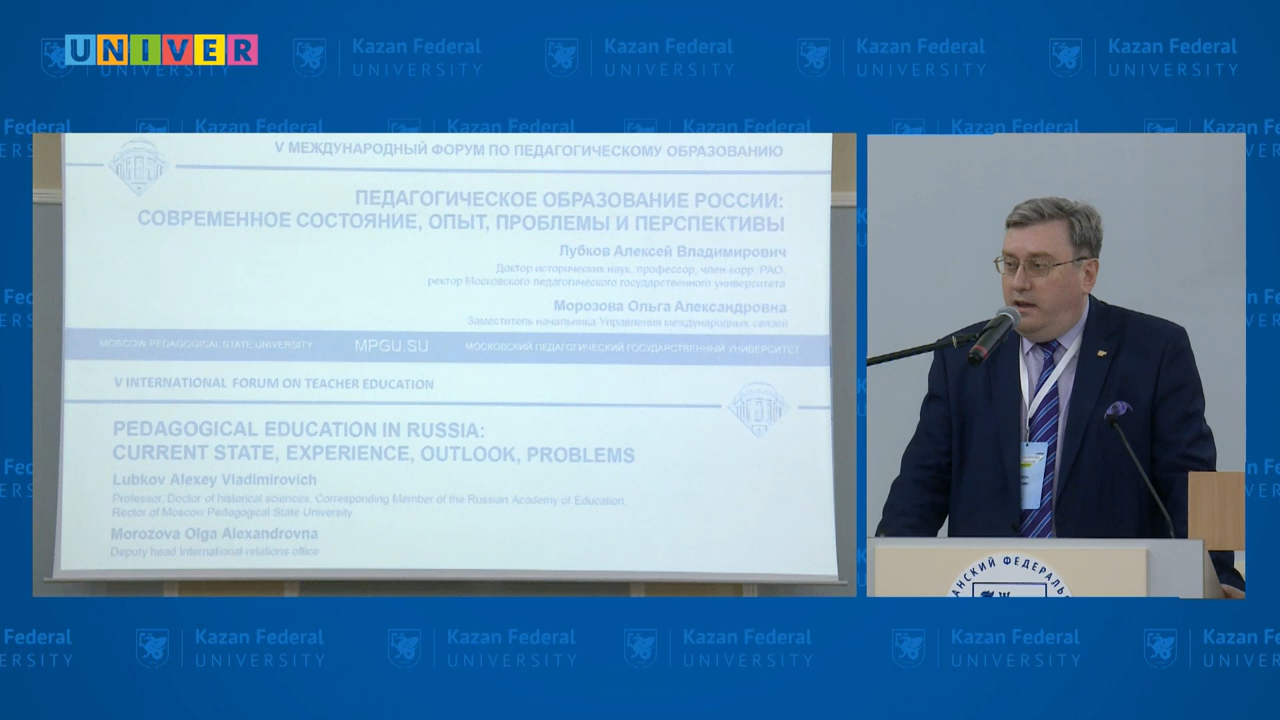 UNIVER
Kazan Federal
UNIVERSITY
V МЕЖДУНАРОДНЫЙ ФОРУМ ПО ПЕДАГОГИЧЕСКОМУ ОБРАЗОВАНИЮ
ПЕДАГОГИЧЕСКОЕ ОБРАЗОВАНИЕ РОССИИ:
СОВРЕМЕННОЕ СОСТОЯНИЕ, ОПЫТ, ПРОБЛЕМЫ И ПЕРСПЕКТИВЫ
Лубков Алексей Владимирович
Доктор исторических наук, профессор, член-корр. РАО,
ректор Московского педагогического государственного университета
Морозова Ольга Александровна
Заместитель начальника Управления международных связей
MOSCOW PEDAGOGICAL STATE UNIVERSITY MPGU.SU МОСКОВСКИЙ ПЕДАГОГИЧЕСКИЙ ГОСУДАРСТВЕННЫЙ УНИВЕРСИТЕТ
V INTERNATIONAL FORUM ON TEACHER EDUCATION
PEDAGOGICAL EDUCATION IN RUSSIA:
CURRENT STATE, EXPERIENCE, OUTLOOK, PROBLEMS
Lubkov Alexey Vladimirovich
Professor, Doctor of historical sciences, Corresponding Member of the Russian Academy of Education,
Rector of Moscow Pedagogical State University
Morozova Olga Alexandrovna
Deputy head International relations office
АНСКИЙ ФЕДЕРАЛЬ